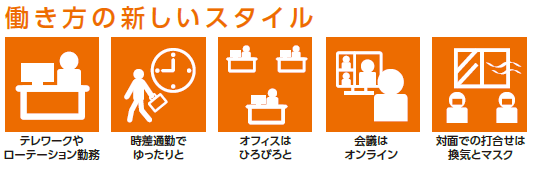 働き方の新しいスタイル
テレワークや
ローテーション勤務
時差通勤で
ゆったりと
オフィスは
ひろびろと
会議は
オンライン
対面での打合せは
換気とマスク